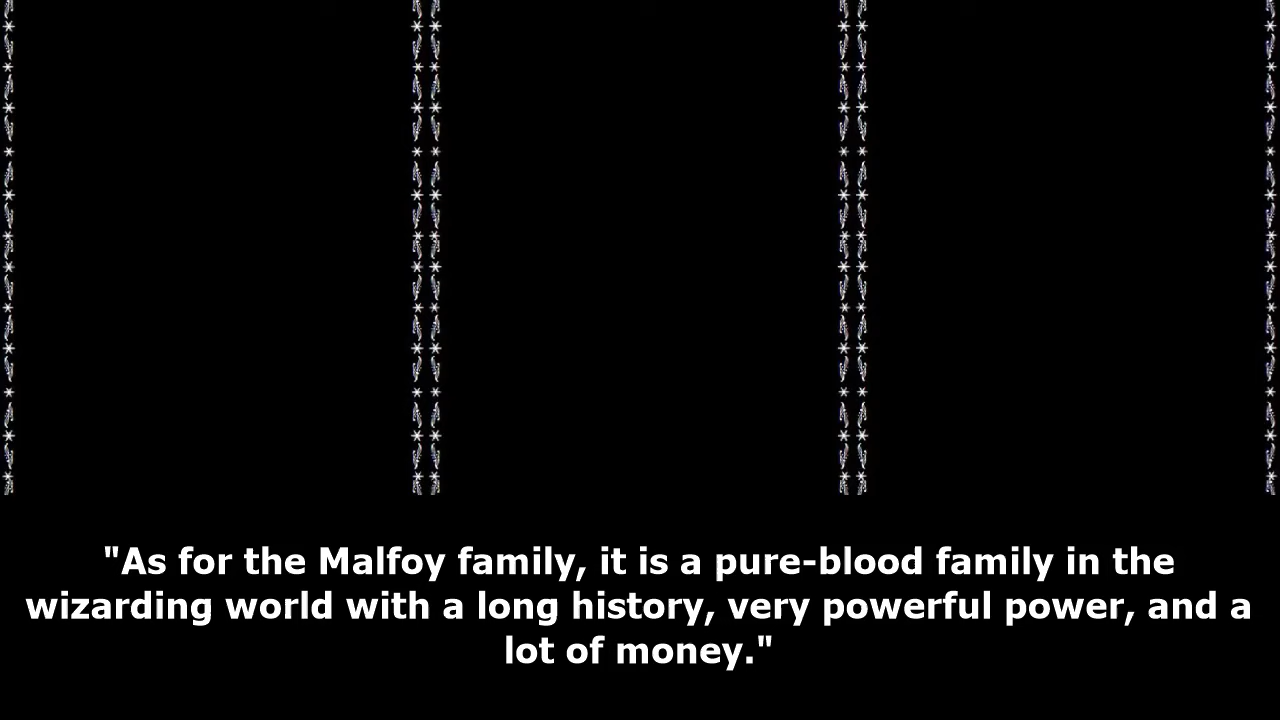 "As for the Malfoy family, it is a pure-blood family in the
wizarding world with a long history, very powerful power, and a
lot of money."